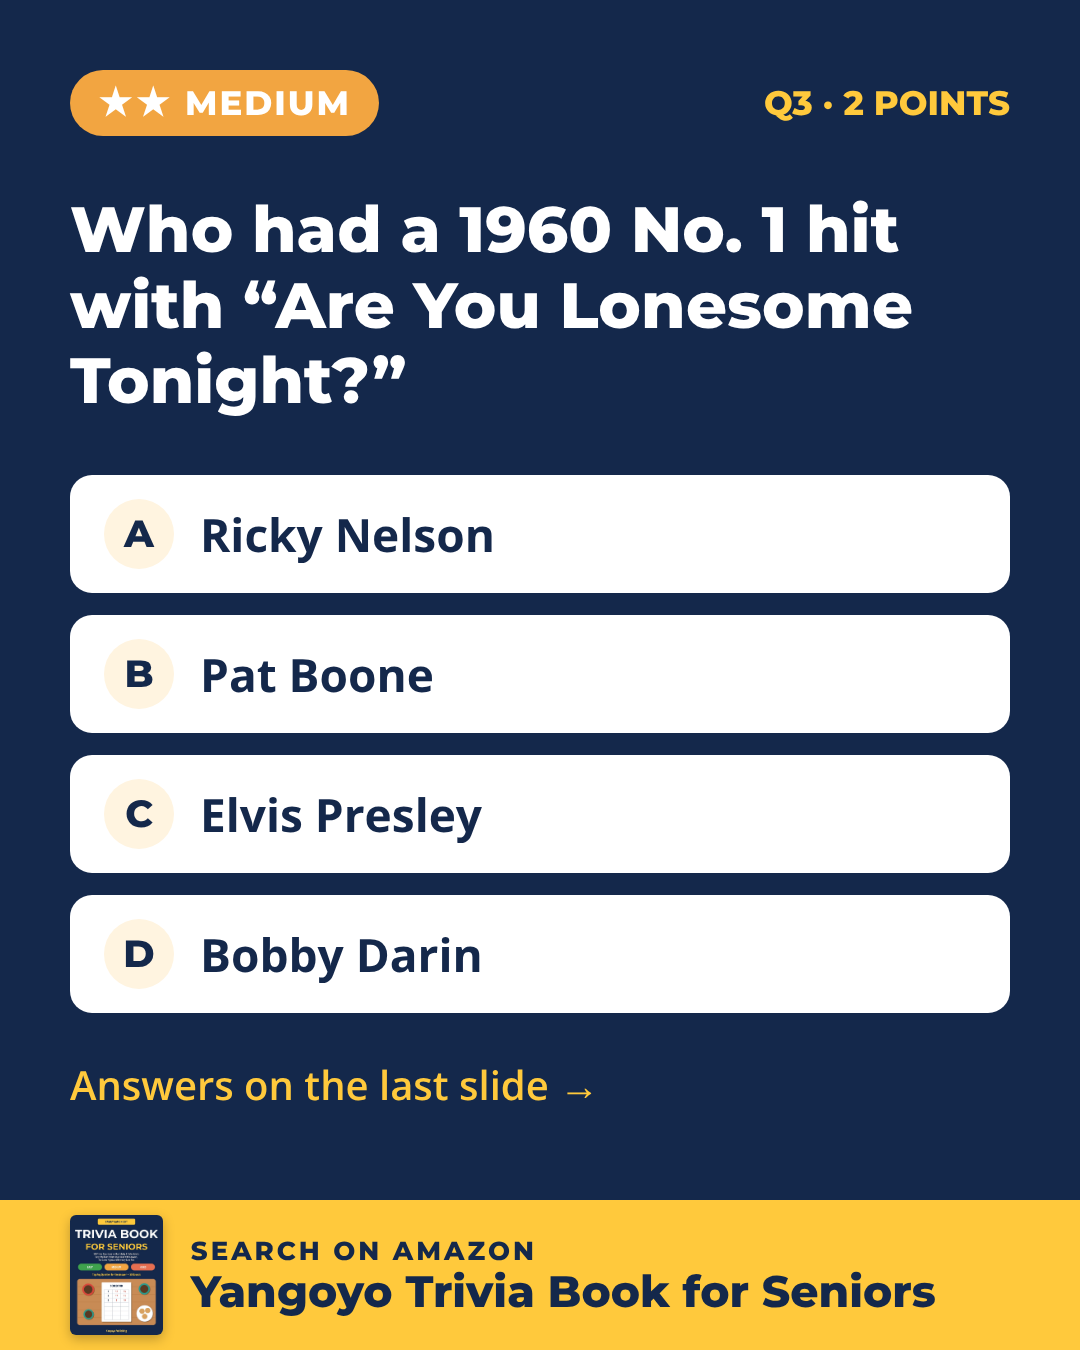 ★★ MEDIUM
Q3 • 2 POINTS
Who had a 1960 No. 1 hit
with “Are You Lonesome
Tonight?”
A Ricky Nelson
B Pat Boone
C Elvis Presley
D Bobby Darin
Answers on the last slide →
TRIVIA BOOK
FOR SENIORS
SEARCH ON AMAZON
Yangoyo Trivia Book for Seniors